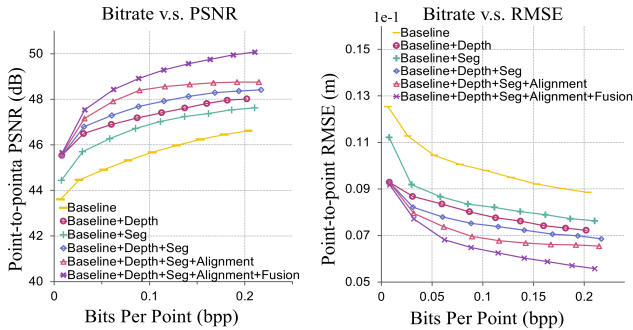 Bitrate v.s. PSNR
Point-to-pointa PSNR (dB)
50
48
46
44
42
40
Baseline
Baseline+Depth
Baseline+Seg
Baseline+Depth+Seg
Baseline+Depth+Seg+Alignment
Baseline+Depth+Seg+Alignment+Fusion
0
0.1
0.2
Bits Per Point (bpp)
1e-1
Bitrate v.s. RMSE
Point-to-point RMSE (m)
0.15
0.13
0.11
0.09
0.07
0.05
Baseline
Baseline+Depth
Baseline+Seg
Baseline+Depth+Seg
Baseline+Depth+Seg+Alignment
Baseline+Depth+Seg+Alignment+Fusion
0
0.05
0.1
0.15
0.2
Bits Per Point (bpp)